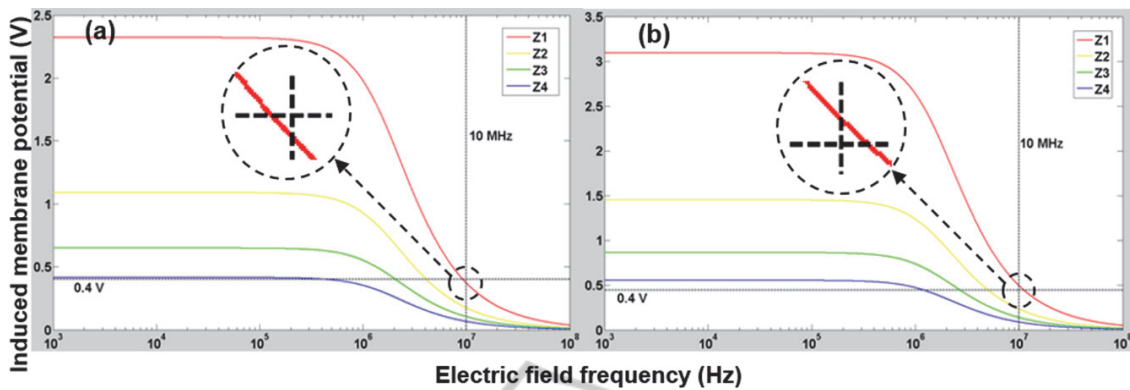 Induced membrane potential (V)
(a)
2.5
2
1.5
1
0.5
0
Z1
Z2
Z3
Z4
10 MHz
0.4 V
10³ 10⁴ 10⁵ 10⁶ 10⁷ 10⁸
(b)
3.5
3
2.5
2
1.5
1
0.5
0
Z1
Z2
Z3
Z4
10 MHz
0.4 V
10³ 10⁴ 10⁵ 10⁶ 10⁷ 10⁸
Electric field frequency (Hz)